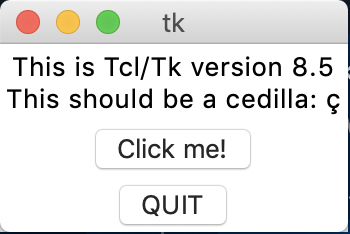 tk
This is Tcl/Tk version 8.5
This should be a cedilla: ç
Click me!
QUIT